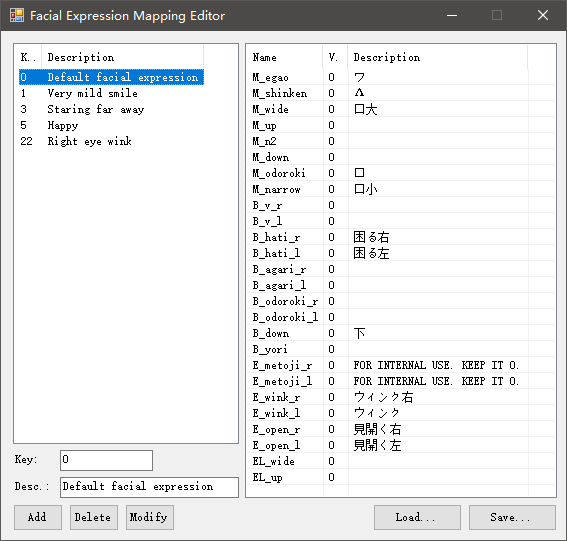 Facial Expression Mapping Editor
K.. Description
0 Default facial expression
1 Very mild smile
3 Staring far away
5 Happy
22 Right eye wink
Key: 0
Desc.: Default facial expression
Add Delete Modify
Name V. Description
M_egao 0 ワ
M_shinken 0 Λ
M_wide 0 口大
M_up 0
M_n2 0
M_down 0
M_odoroki 0 口
M_narrow 0 口小
B_v_r 0
B_v_l 0
B_hati_r 0 困る右
B_hati_l 0 困る左
B_agari_r 0
B_agari_l 0
B_odoroki_r 0
B_odoroki_l 0
B_down 0 下
B_yori 0
E_metoji_r 0 FOR INTERNAL USE. KEEP IT 0.
E_metoji_l 0 FOR INTERNAL USE. KEEP IT 0.
E_wink_r 0 ウィンク右
E_wink_l 0 ウィンク
E_open_r 0 見開く右
E_open_l 0 見開く左
EL_wide 0
EL_up 0
Load... Save...